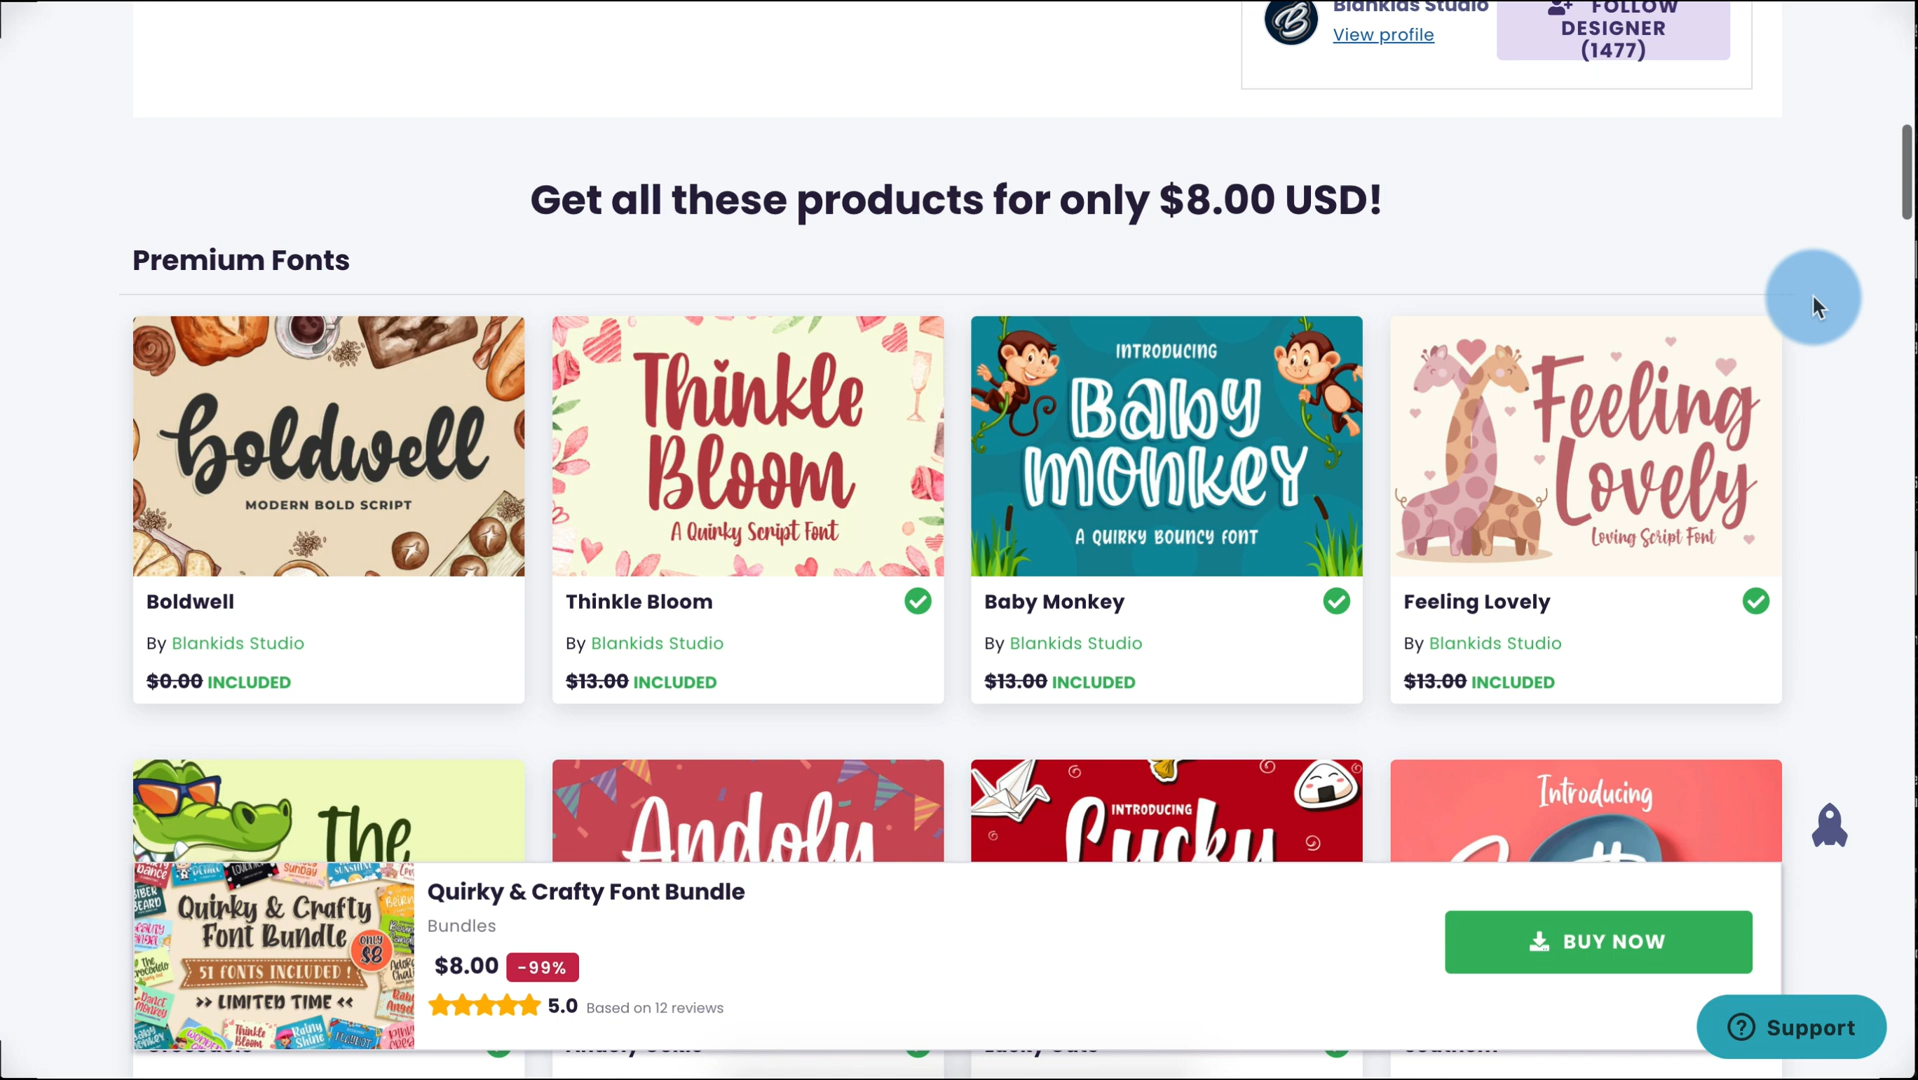 Blankids Studio
View profile
FOLLOW
DESIGNER
(1477)
Get all these products for only $8.00 USD!
Premium Fonts
boldwell
MODERN BOLD SCRIPT
Thinkle
Bloom
A Quirky Script Font
INTRODUCING
Baby
monkey
A QUIRKY BOUNCY FONT
Feeling
Lovely
Loving Script Font
Boldwell
Thinkle Bloom
Baby Monkey
Feeling Lovely
By Blankids Studio
By Blankids Studio
By Blankids Studio
By Blankids Studio
$0.00 INCLUDED
$13.00 INCLUDED
$13.00 INCLUDED
$13.00 INCLUDED
the
Andoly
INTRODUCING
Lucky
Introducing
Quirky & Crafty
Font Bundle
ONLY
$8
51 FONTS INCLUDED !
>> LIMITED TIME <<
Thinkle
Bloom
Rainy
Shine
Quirky & Crafty Font Bundle
Bundles
$8.00 -99%
5.0 Based on 12 reviews
BUY NOW
Support